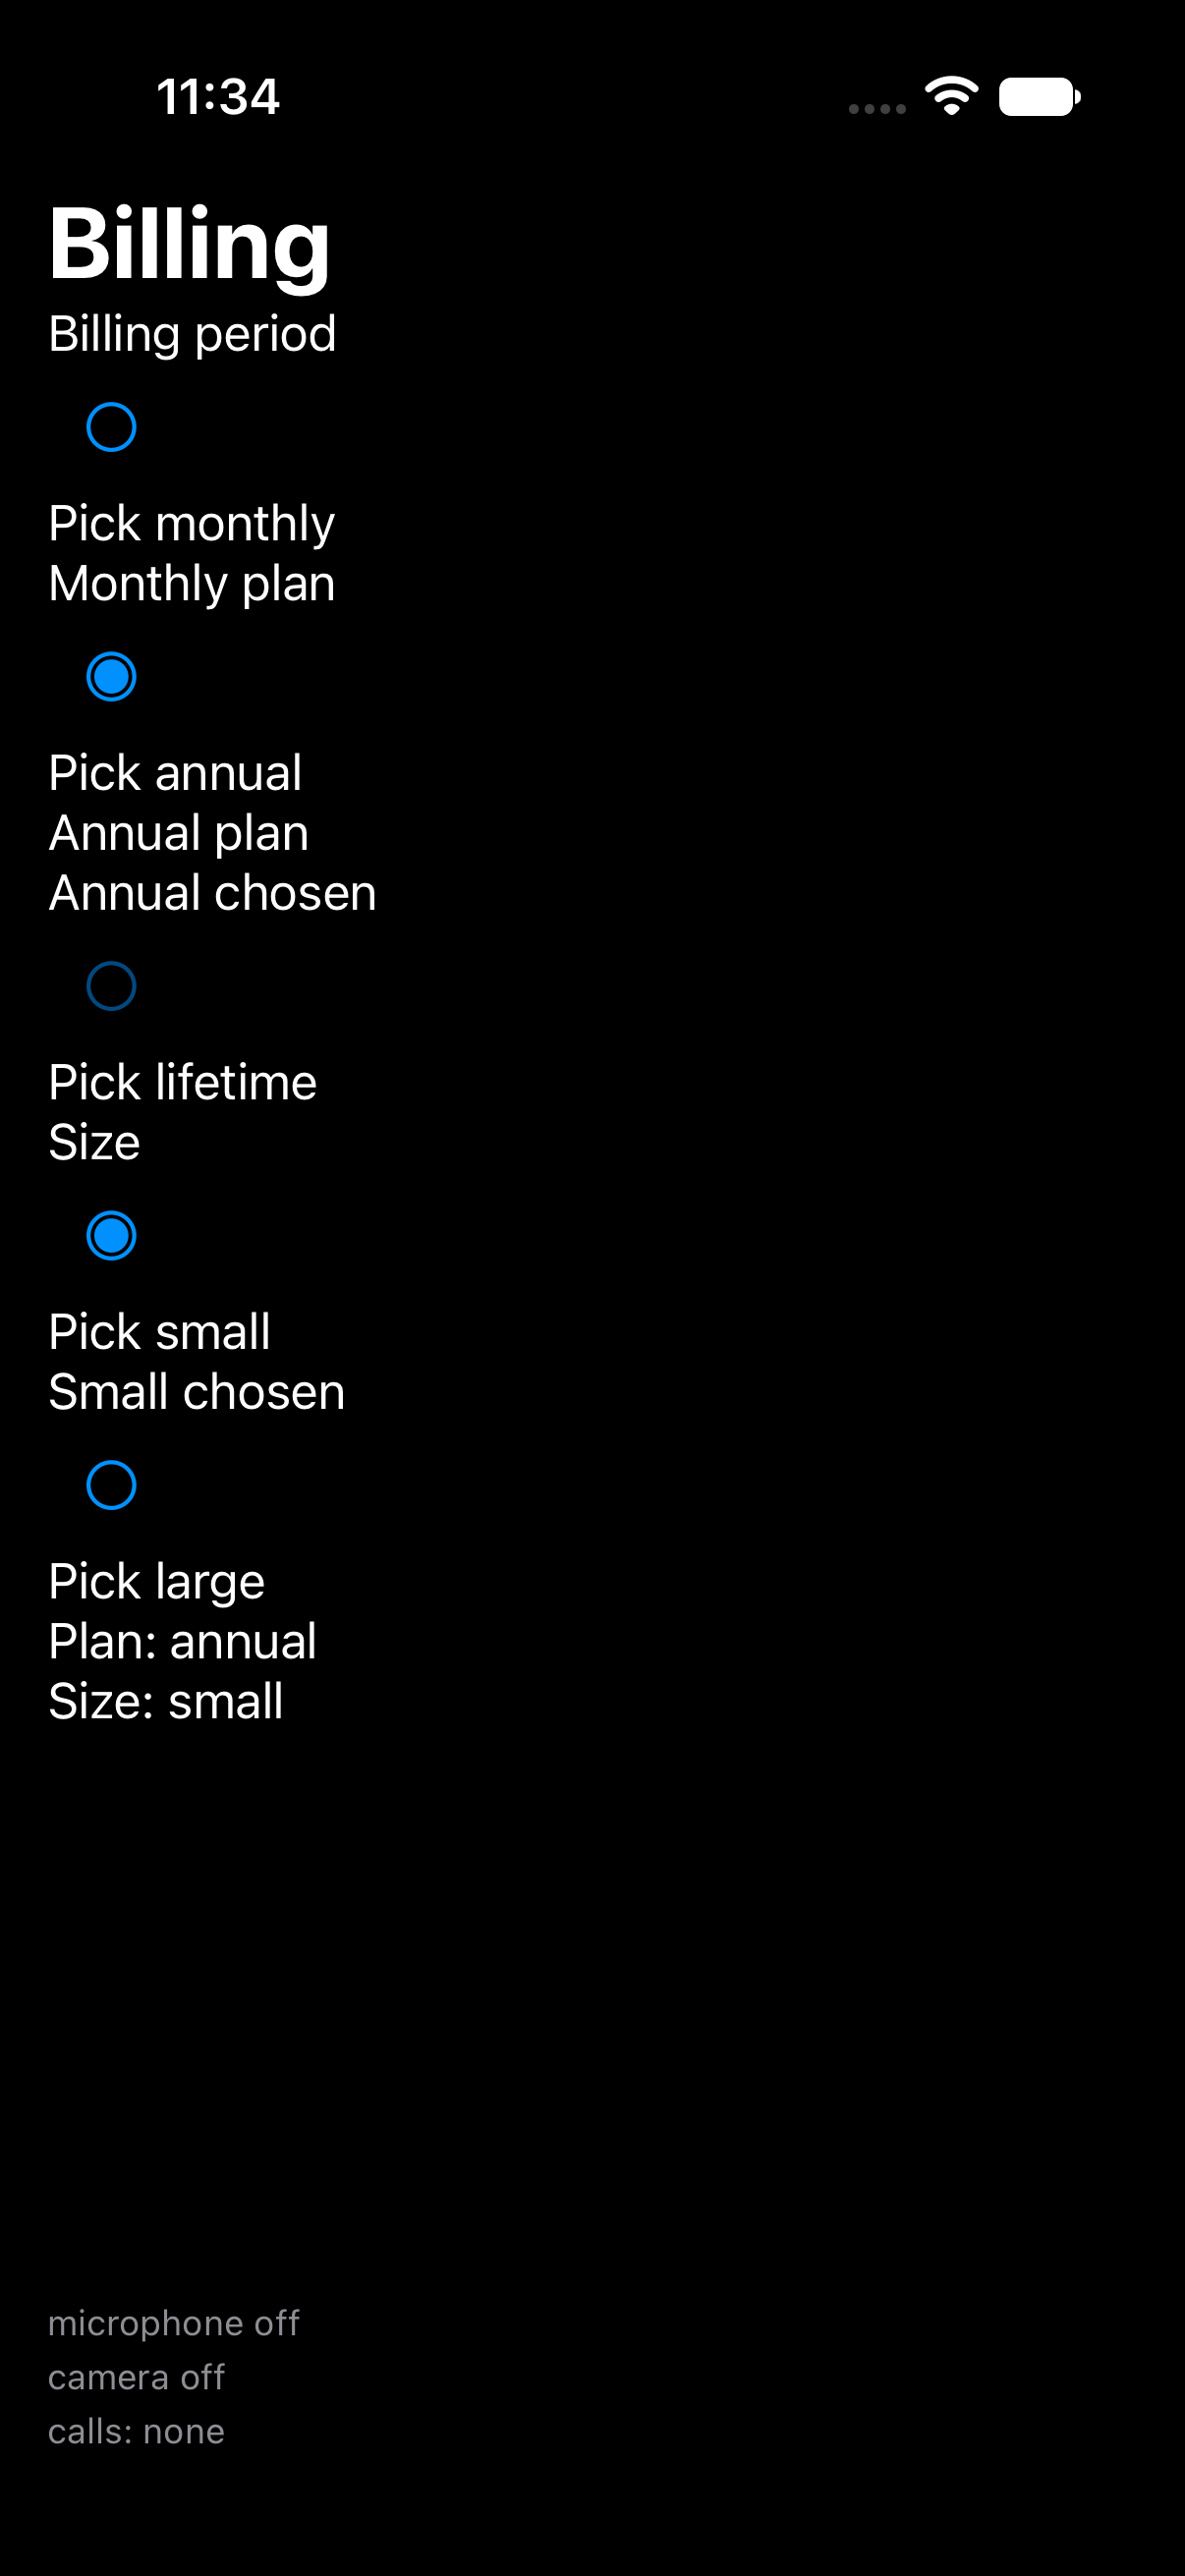 11:34
Billing
Billing period
Pick monthly
Monthly plan
Pick annual
Annual plan
Annual chosen
Pick lifetime
Size
Pick small
Small chosen
Pick large
Plan: annual
Size: small
microphone off
camera off
calls: none